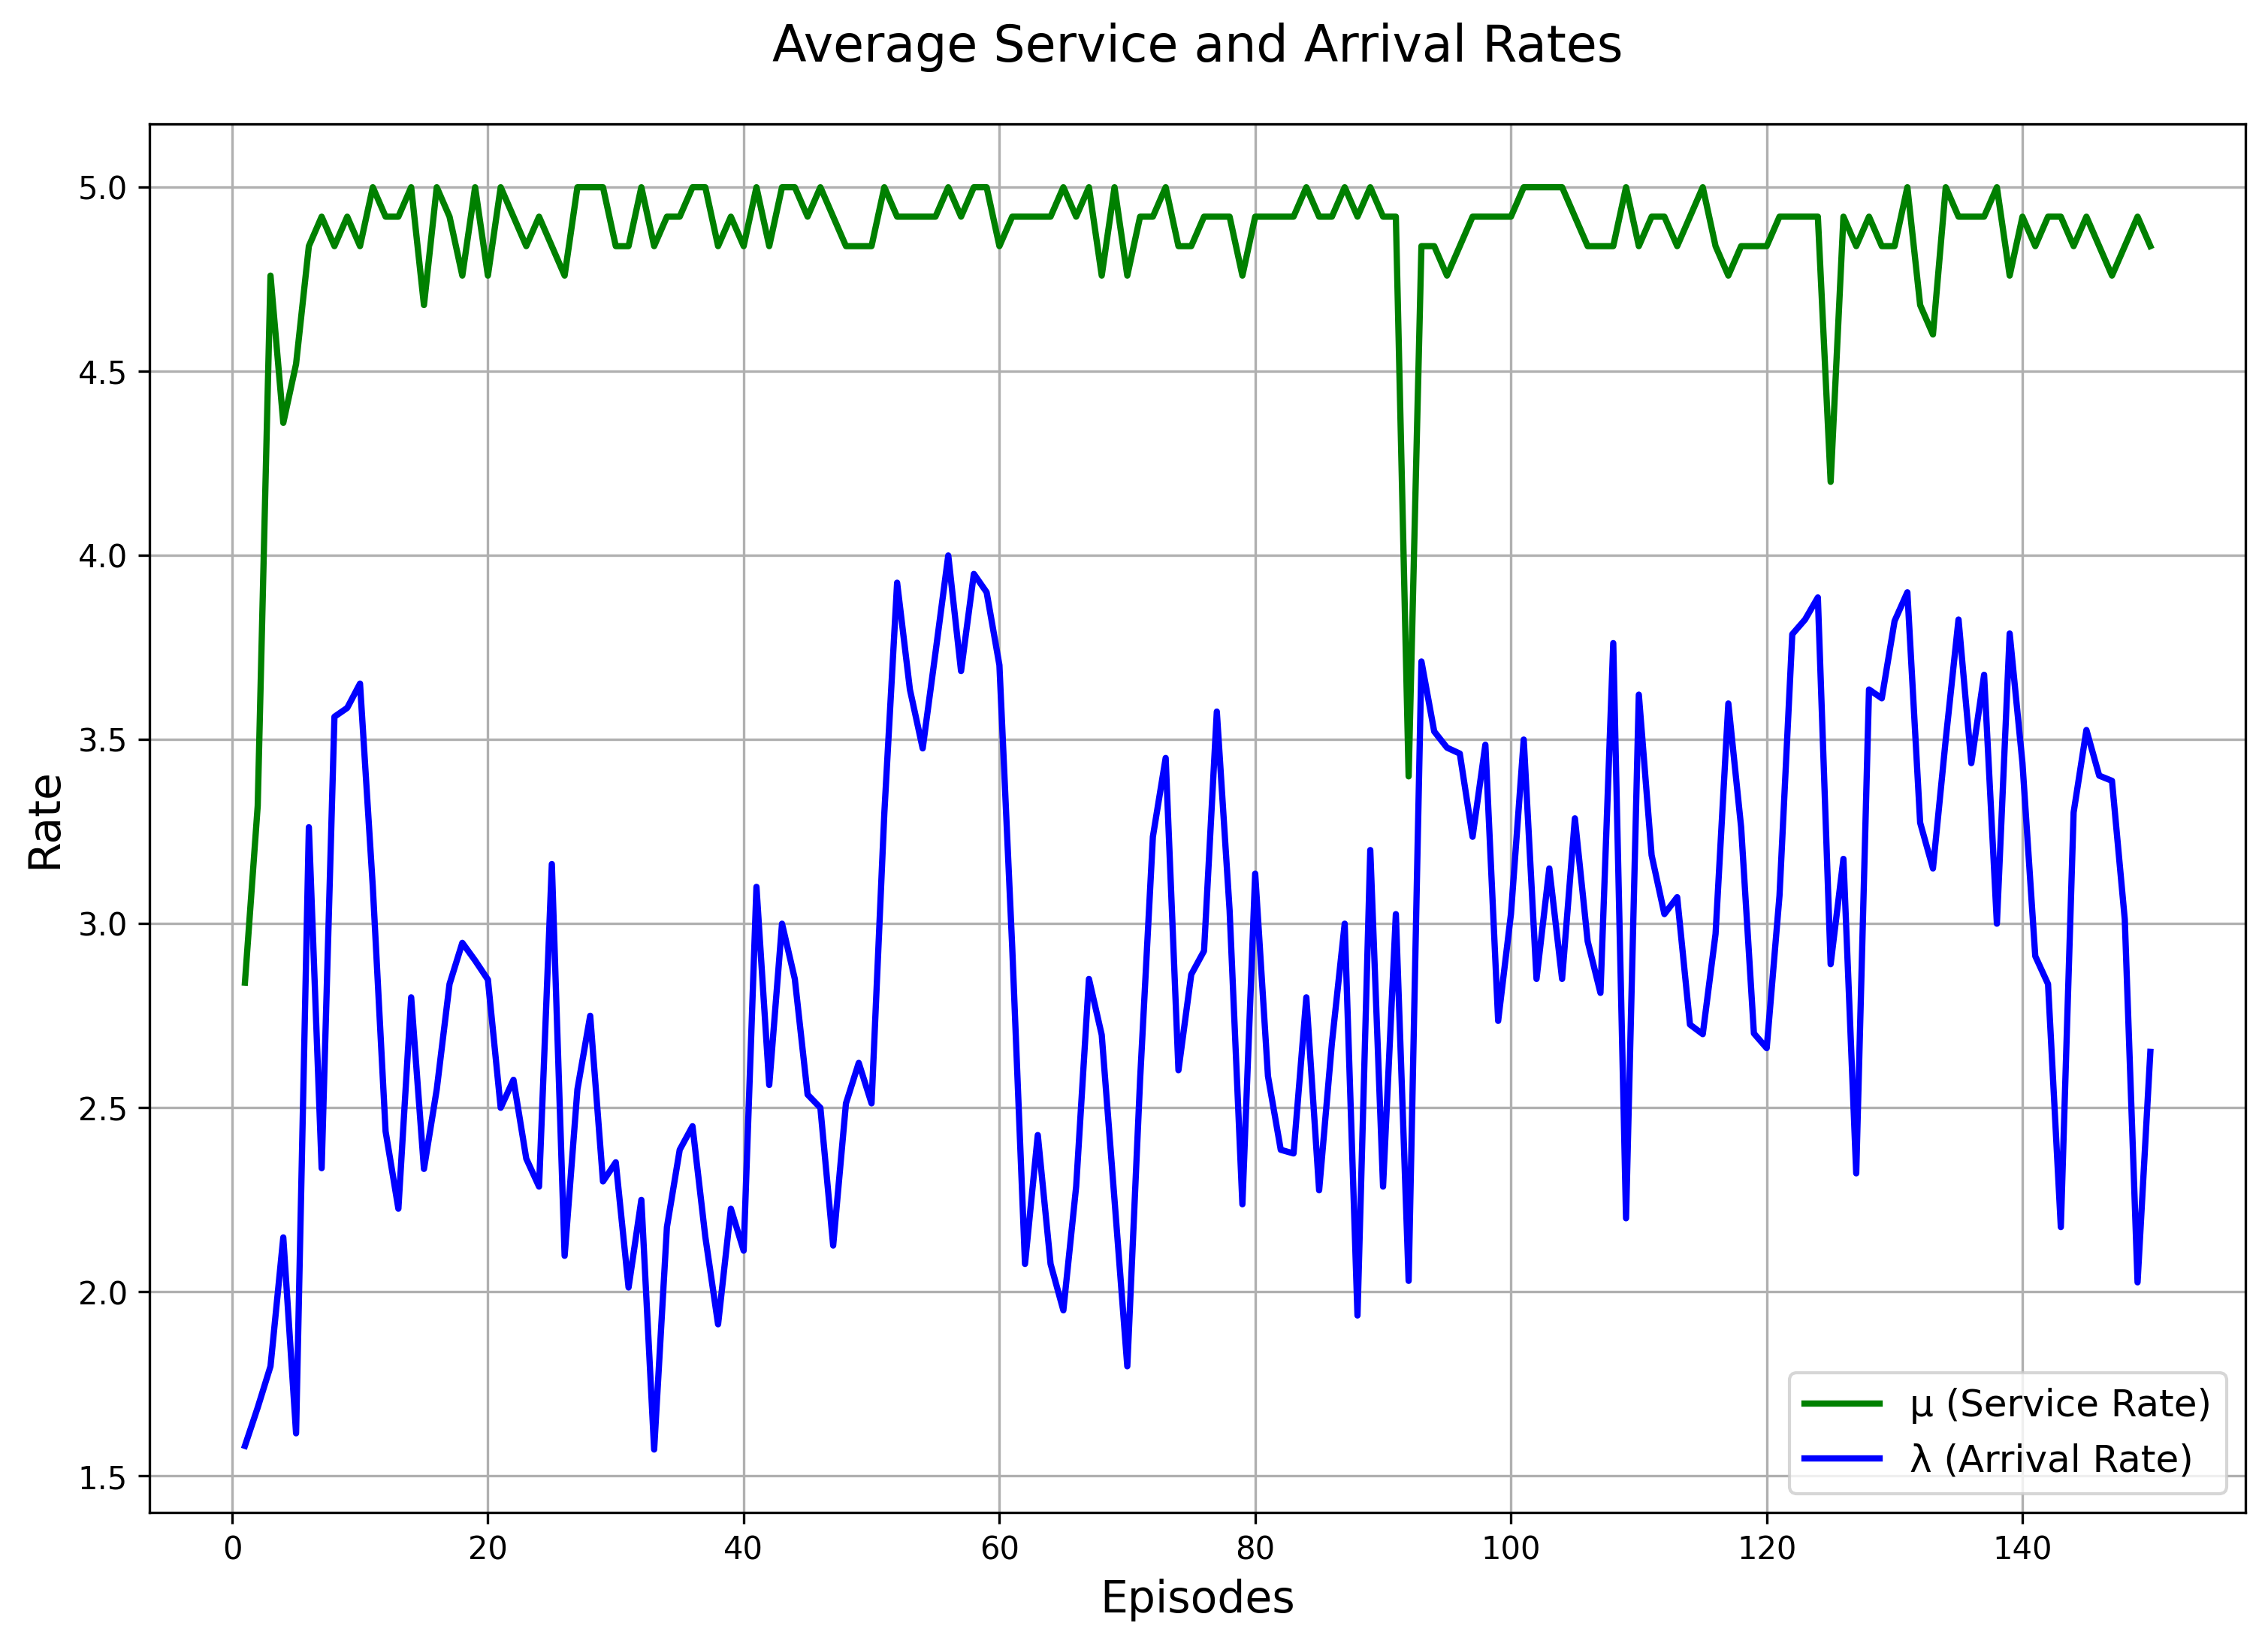 Average Service and Arrival Rates
5.0
4.5
4.0
3.5
3.0
2.5
2.0
1.5
Rate
0 20 40 60 80 100 120 140
Episodes
μ (Service Rate)
λ (Arrival Rate)